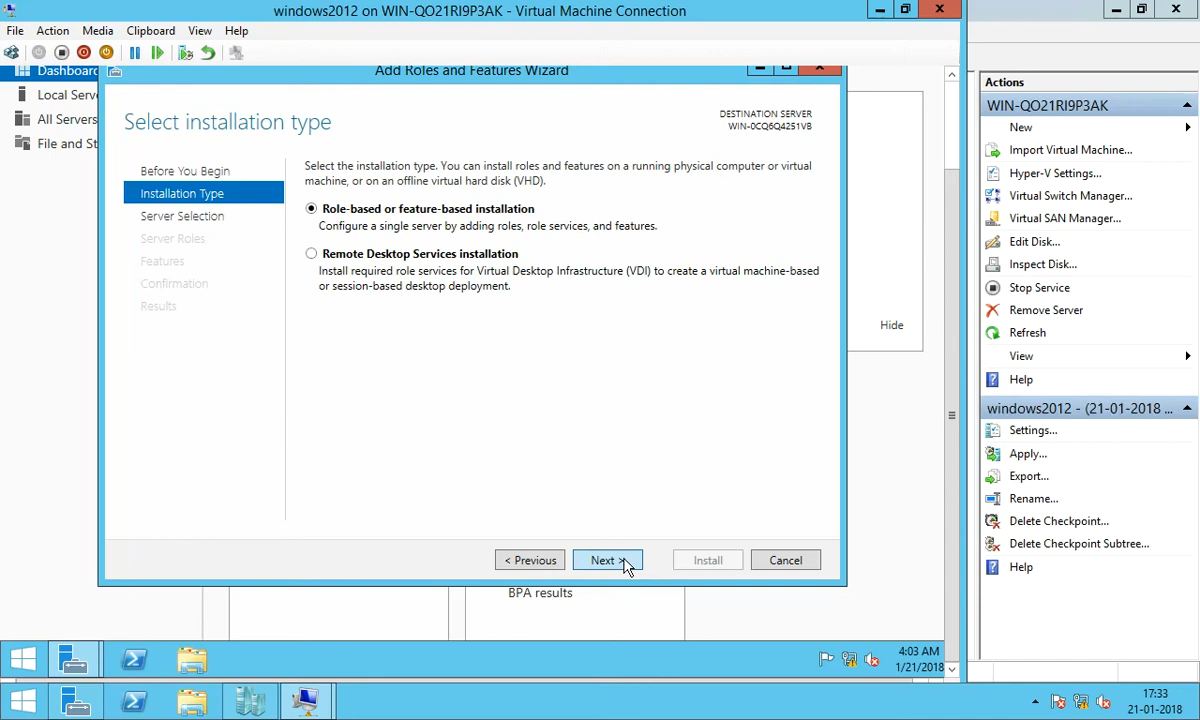 windows2012 on WIN-QO21RI9P3AK - Virtual Machine Connection
File Action Media Clipboard View Help
Dashboard
Local Serve
All Servers
File and St
Add Roles and Features Wizard
Select installation type
DESTINATION SERVER
WIN-0CQ6Q4251VB
Before You Begin
Installation Type
Server Selection
Server Roles
Features
Confirmation
Results
Select the installation type. You can install roles and features on a running physical computer or virtual
machine, or on an offline virtual hard disk (VHD).
Role-based or feature-based installation
Configure a single server by adding roles, role services, and features.
Remote Desktop Services installation
Install required role services for Virtual Desktop Infrastructure (VDI) to create a virtual machine-based
or session-based desktop deployment.
Hide
< Previous
Next >
Install
Cancel
BPA results
4:03 AM
1/21/2018
Actions
WIN-QO21RI9P3AK
New
Import Virtual Machine...
Hyper-V Settings...
Virtual Switch Manager...
Virtual SAN Manager...
Edit Disk...
Inspect Disk...
Stop Service
Remove Server
Refresh
View
Help
windows2012 - (21-01-2018 ...
Settings...
Apply...
Export...
Rename...
Delete Checkpoint...
Delete Checkpoint Subtree...
Help
17:33
21-01-2018